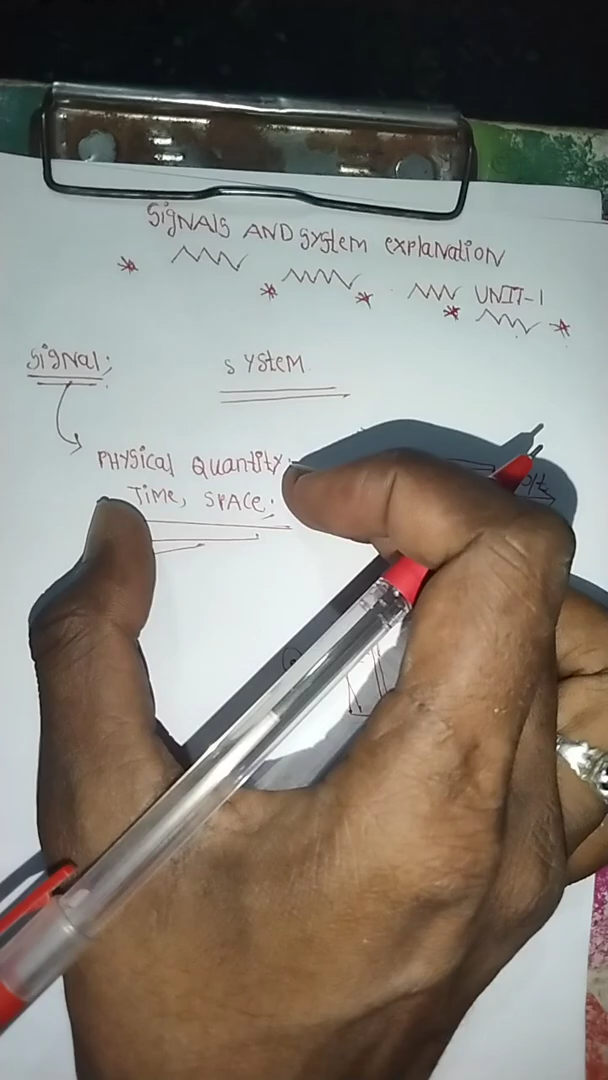 SigNAlS AND System explanation
UNIT-1
SigNal:
SYStem
PHYSical Quantity:
TIME, SPACE: